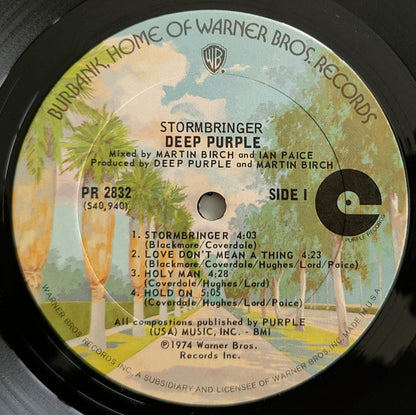 BURBANK, HOME OF WARNER BROS. RECORDS
WB
STORMBRINGER
DEEP PURPLE
Mixed by MARTIN BIRCH and IAN PAICE
Produced by DEEP PURPLE and MARTIN BIRCH
PR 2832
(S40,940)
SIDE 1
e
PURPLE RECORDS
1. STORMBRINGER 4:03
(Blackmore/Coverdale)
2. LOVE DON'T MEAN A THING 4:23
(Blackmore/Coverdale/Hughes/Lord/Paice)
3. HOLY MAN 4:28
(Coverdale/Hughes/Lord)
4. HOLD ON 5:05
(Coverdale/Hughes/Lord/Paice)
All compostions published by PURPLE
(USA) MUSIC, INC. - BMI
℗1974 Warner Bros.
Records Inc.
WARNER BROS. RECORDS INC., A SUBSIDIARY AND LICENSEE OF WARNER BROS. INC. MADE IN U.S.A.